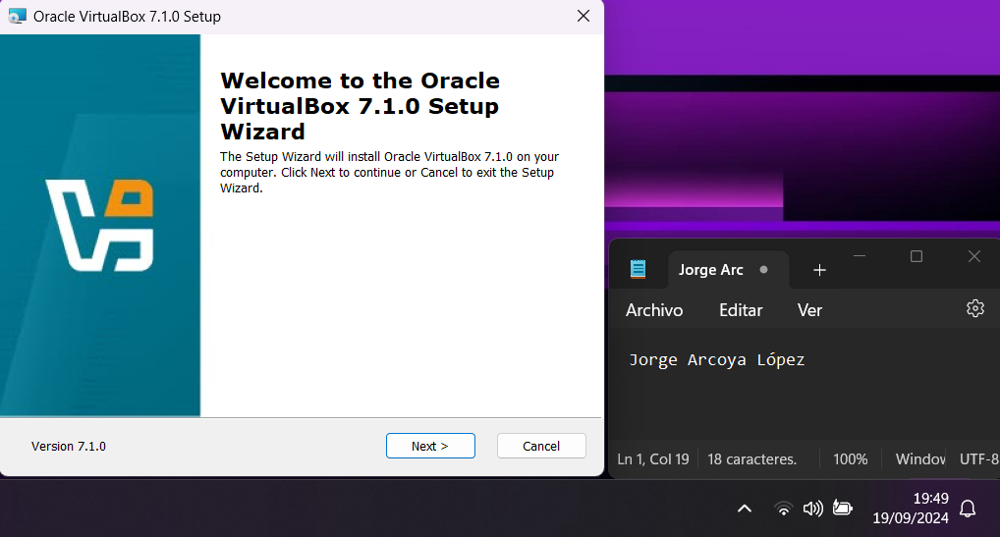 Oracle VirtualBox 7.1.0 Setup
Welcome to the Oracle
VirtualBox 7.1.0 Setup
Wizard
The Setup Wizard will install Oracle VirtualBox 7.1.0 on your
computer. Click Next to continue or Cancel to exit the Setup
Wizard.
Version 7.1.0
Next >
Cancel
Jorge Arc
Archivo Editar Ver
Jorge Arcoya López
Ln 1, Col 19 18 caracteres. 100% Window UTF-8
19:49
19/09/2024